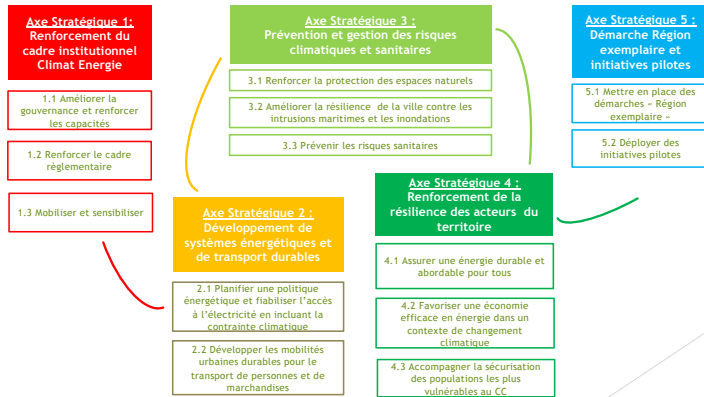 Axe Stratégique 1:
Renforcement du
cadre institutionnel
Climat Energie
1.1 Améliorer la
gouvernance et renforcer
les capacités
1.2 Renforcer le cadre
règlementaire
1.3 Mobiliser et sensibiliser
Axe Stratégique 2 :
Développement de
systèmes énergétiques et
de transport durables
2.1 Planifier une politique
énergétique et fiabiliser l’accès
à l’électricité en incluant la
contrainte climatique
2.2 Développer les mobilités
urbaines durables pour le
transport de personnes et de
marchandises
Axe Stratégique 3 :
Prévention et gestion des risques
climatiques et sanitaires
3.1 Renforcer la protection des espaces naturels
3.2 Améliorer la résilience de la ville contre les
intrusions maritimes et les inondations
3.3 Prévenir les risques sanitaires
Axe Stratégique 4 :
Renforcement de la
résilience des acteurs du
territoire
4.1 Assurer une énergie durable et
abordable pour tous
4.2 Favoriser une économie
efficace en énergie dans un
contexte de changement
climatique
4.3 Accompagner la sécurisation
des populations les plus
vulnérables au CC
Axe Stratégique 5 :
Démarche Région
exemplaire et
initiatives pilotes
5.1 Mettre en place des
démarches « Région
exemplaire »
5.2 Déployer des
initiatives pilotes